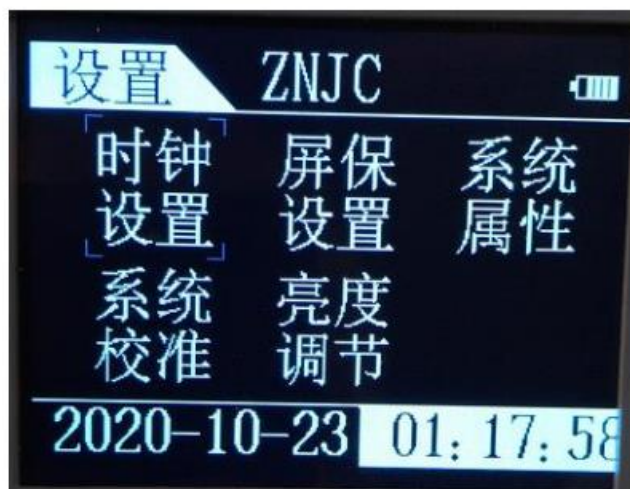 设置 ZNJC
时钟 屏保 系统
设置 设置 属性
系统 亮度
校准 调节
2020-10-23 01:17:58